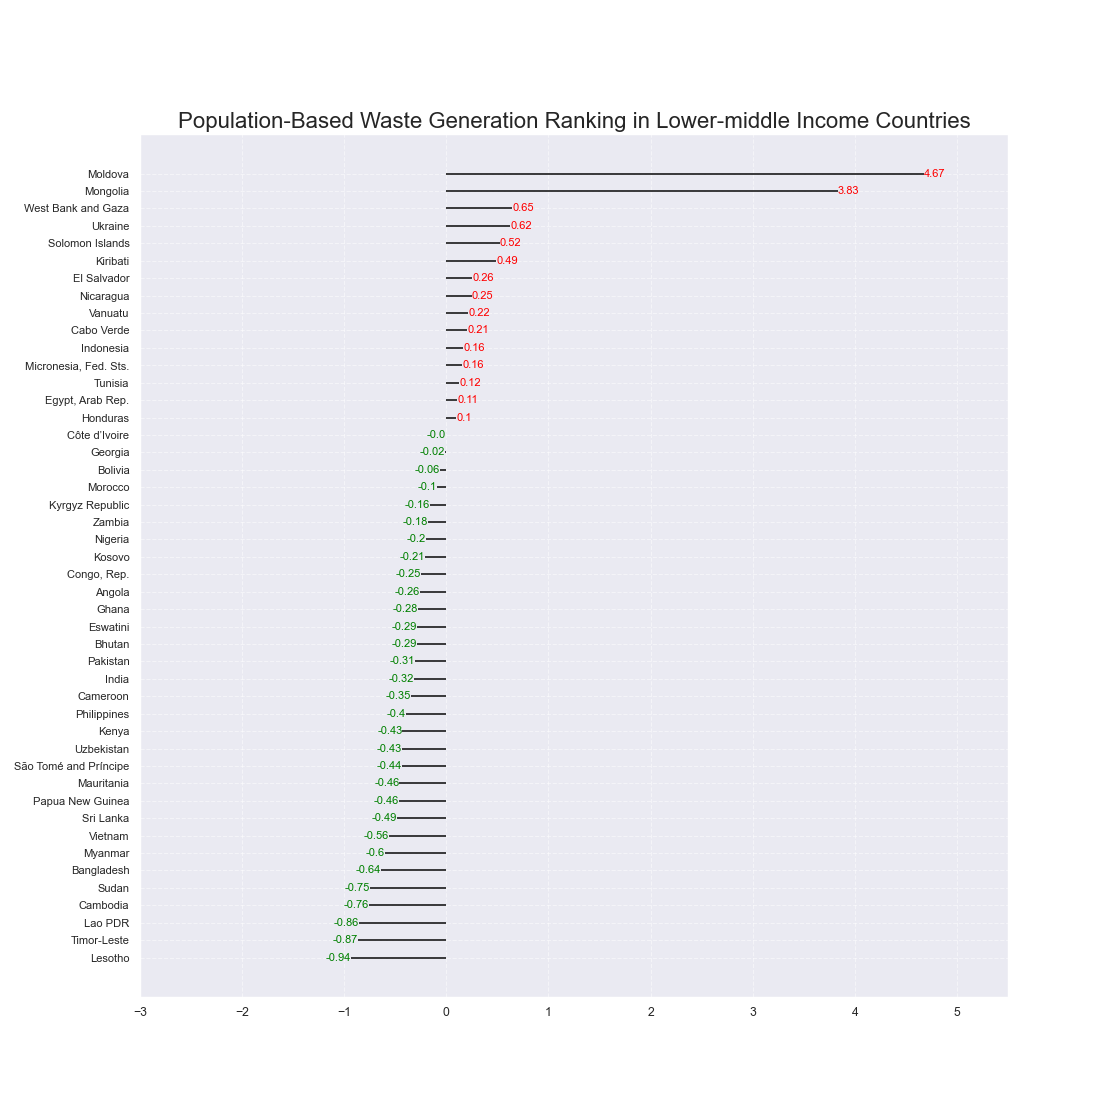 Population-Based Waste Generation Ranking in Lower-middle Income Countries
Moldova 4.67
Mongolia 3.83
West Bank and Gaza 0.65
Ukraine 0.62
Solomon Islands 0.52
Kiribati 0.49
El Salvador 0.26
Nicaragua 0.25
Vanuatu 0.22
Cabo Verde 0.21
Indonesia 0.16
Micronesia, Fed. Sts. 0.16
Tunisia 0.12
Egypt, Arab Rep. 0.11
Honduras 0.1
Côte d’Ivoire -0.0
Georgia -0.02
Bolivia -0.06
Morocco -0.1
Kyrgyz Republic -0.16
Zambia -0.18
Nigeria -0.2
Kosovo -0.21
Congo, Rep. -0.25
Angola -0.26
Ghana -0.28
Eswatini -0.29
Bhutan -0.29
Pakistan -0.31
India -0.32
Cameroon -0.35
Philippines -0.4
Kenya -0.43
Uzbekistan -0.43
São Tomé and Príncipe -0.44
Mauritania -0.46
Papua New Guinea -0.46
Sri Lanka -0.49
Vietnam -0.56
Myanmar -0.6
Bangladesh -0.64
Sudan -0.75
Cambodia -0.76
Lao PDR -0.86
Timor-Leste -0.87
Lesotho -0.94
−3 −2 −1 0 1 2 3 4 5